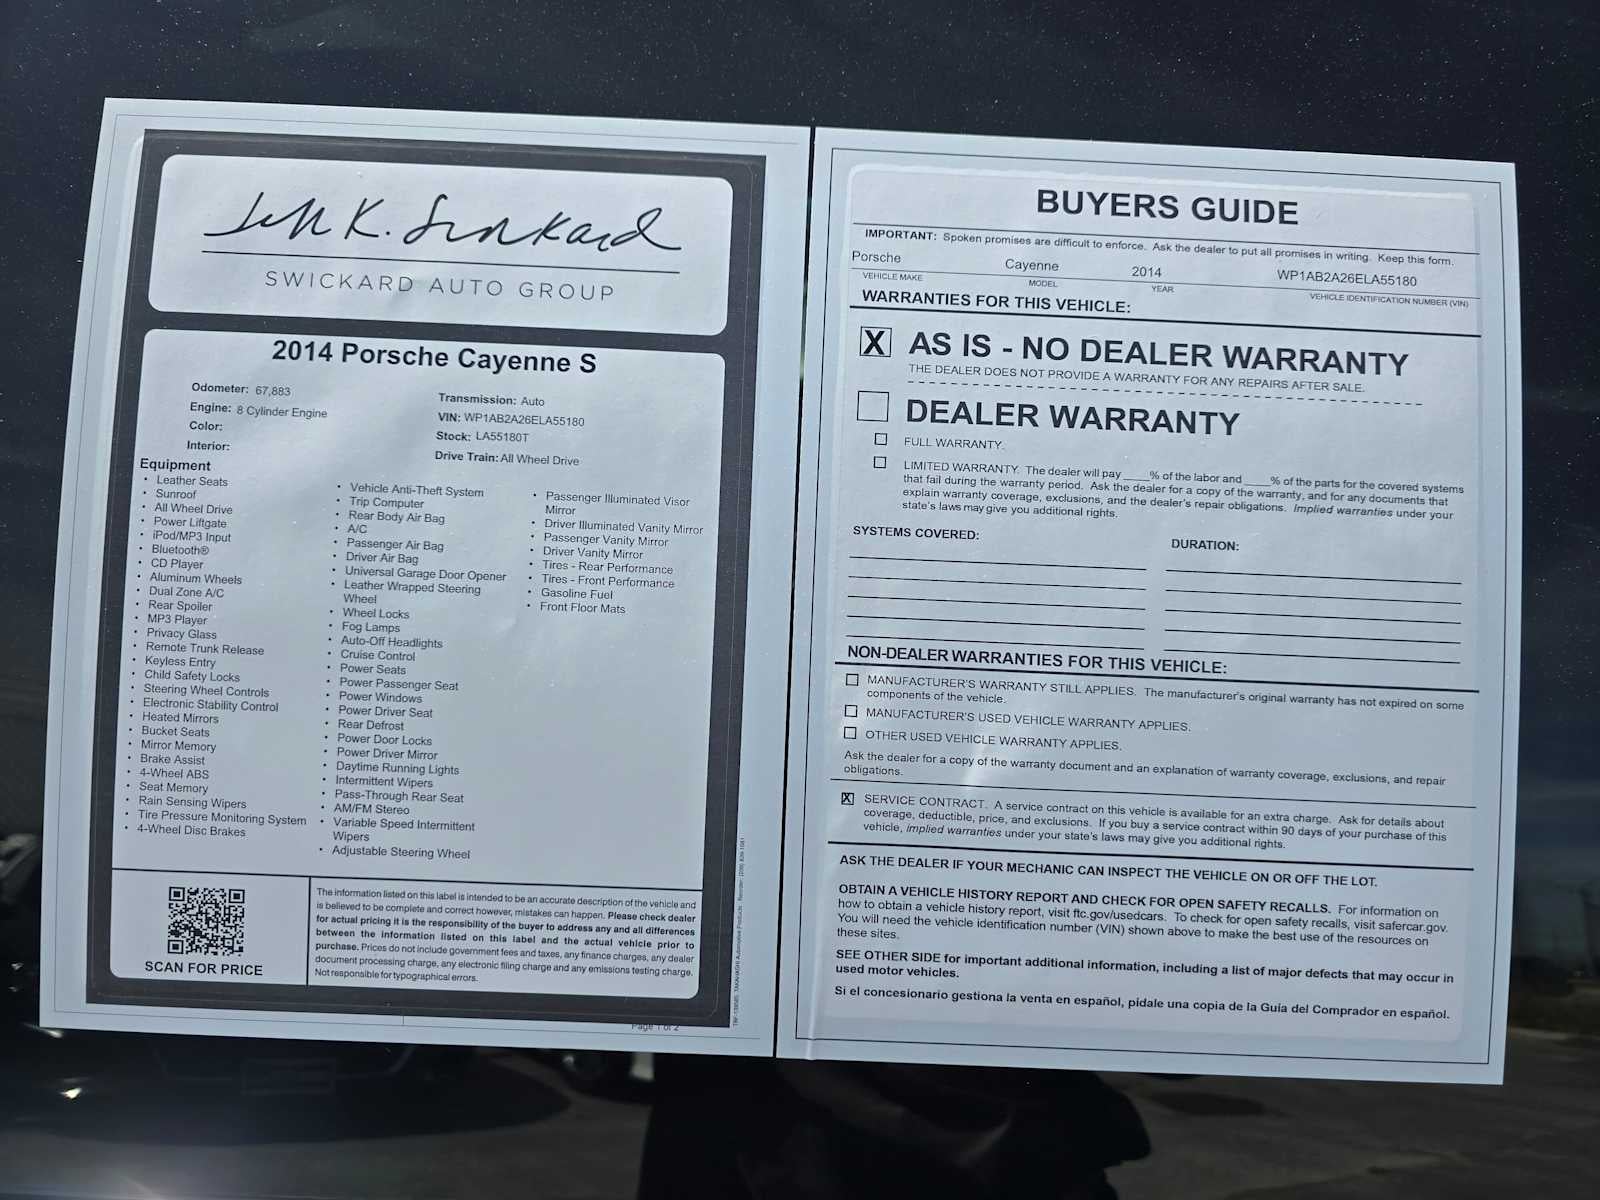 Jeff K. Swickard
SWICKARD AUTO GROUP
2014 Porsche Cayenne S
Odometer: 67,883
Engine: 8 Cylinder Engine
Color:
Interior:
Transmission: Auto
VIN: WP1AB2A26ELA55180
Stock: LA55180T
Drive Train: All Wheel Drive
Equipment
• Leather Seats
• Sunroof
• All Wheel Drive
• Power Liftgate
• iPod/MP3 Input
• Bluetooth®
• CD Player
• Aluminum Wheels
• Dual Zone A/C
• Rear Spoiler
• MP3 Player
• Privacy Glass
• Remote Trunk Release
• Keyless Entry
• Child Safety Locks
• Steering Wheel Controls
• Electronic Stability Control
• Heated Mirrors
• Bucket Seats
• Mirror Memory
• Brake Assist
• 4-Wheel ABS
• Seat Memory
• Rain Sensing Wipers
• Tire Pressure Monitoring System
• 4-Wheel Disc Brakes
• Vehicle Anti-Theft System
• Trip Computer
• Rear Body Air Bag
• A/C
• Passenger Air Bag
• Driver Air Bag
• Universal Garage Door Opener
• Leather Wrapped Steering
Wheel
• Wheel Locks
• Fog Lamps
• Auto-Off Headlights
• Cruise Control
• Power Seats
• Power Passenger Seat
• Power Windows
• Power Driver Seat
• Rear Defrost
• Power Door Locks
• Power Driver Mirror
• Daytime Running Lights
• Intermittent Wipers
• Pass-Through Rear Seat
• AM/FM Stereo
• Variable Speed Intermittent
Wipers
• Adjustable Steering Wheel
• Passenger Illuminated Visor
Mirror
• Driver Illuminated Vanity Mirror
• Passenger Vanity Mirror
• Driver Vanity Mirror
• Tires - Rear Performance
• Tires - Front Performance
• Gasoline Fuel
• Front Floor Mats
SCAN FOR PRICE
The information listed on this label is intended to be an accurate description of the vehicle and
is believed to be complete and correct however, mistakes can happen. Please check dealer
for actual pricing it is the responsibility of the buyer to address any and all differences
between the information listed on this label and the actual vehicle prior to
purchase. Prices do not include government fees and taxes, any finance charges, any dealer
document processing charge, any electronic filing charge and any emissions testing charge.
Not responsible for typographical errors.
Page 1 of 2
BUYERS GUIDE
IMPORTANT: Spoken promises are difficult to enforce. Ask the dealer to put all promises in writing. Keep this form.
Porsche Cayenne 2014 WP1AB2A26ELA55180
VEHICLE MAKE MODEL YEAR VEHICLE IDENTIFICATION NUMBER (VIN)
WARRANTIES FOR THIS VEHICLE:
X AS IS - NO DEALER WARRANTY
THE DEALER DOES NOT PROVIDE A WARRANTY FOR ANY REPAIRS AFTER SALE.
DEALER WARRANTY
FULL WARRANTY.
LIMITED WARRANTY. The dealer will pay ____% of the labor and ____% of the parts for the covered systems
that fail during the warranty period. Ask the dealer for a copy of the warranty, and for any documents that
explain warranty coverage, exclusions, and the dealer's repair obligations. Implied warranties under your
state's laws may give you additional rights.
SYSTEMS COVERED: DURATION:
NON-DEALER WARRANTIES FOR THIS VEHICLE:
MANUFACTURER'S WARRANTY STILL APPLIES. The manufacturer's original warranty has not expired on some
components of the vehicle.
MANUFACTURER'S USED VEHICLE WARRANTY APPLIES.
OTHER USED VEHICLE WARRANTY APPLIES.
Ask the dealer for a copy of the warranty document and an explanation of warranty coverage, exclusions, and repair
obligations.
X SERVICE CONTRACT. A service contract on this vehicle is available for an extra charge. Ask for details about
coverage, deductible, price, and exclusions. If you buy a service contract within 90 days of your purchase of this
vehicle, implied warranties under your state's laws may give you additional rights.
ASK THE DEALER IF YOUR MECHANIC CAN INSPECT THE VEHICLE ON OR OFF THE LOT.
OBTAIN A VEHICLE HISTORY REPORT AND CHECK FOR OPEN SAFETY RECALLS. For information on
how to obtain a vehicle history report, visit ftc.gov/usedcars. To check for open safety recalls, visit safercar.gov.
You will need the vehicle identification number (VIN) shown above to make the best use of the resources on
these sites.
SEE OTHER SIDE for important additional information, including a list of major defects that may occur in
used motor vehicles.
Si el concesionario gestiona la venta en español, pídale una copia de la Guía del Comprador en español.